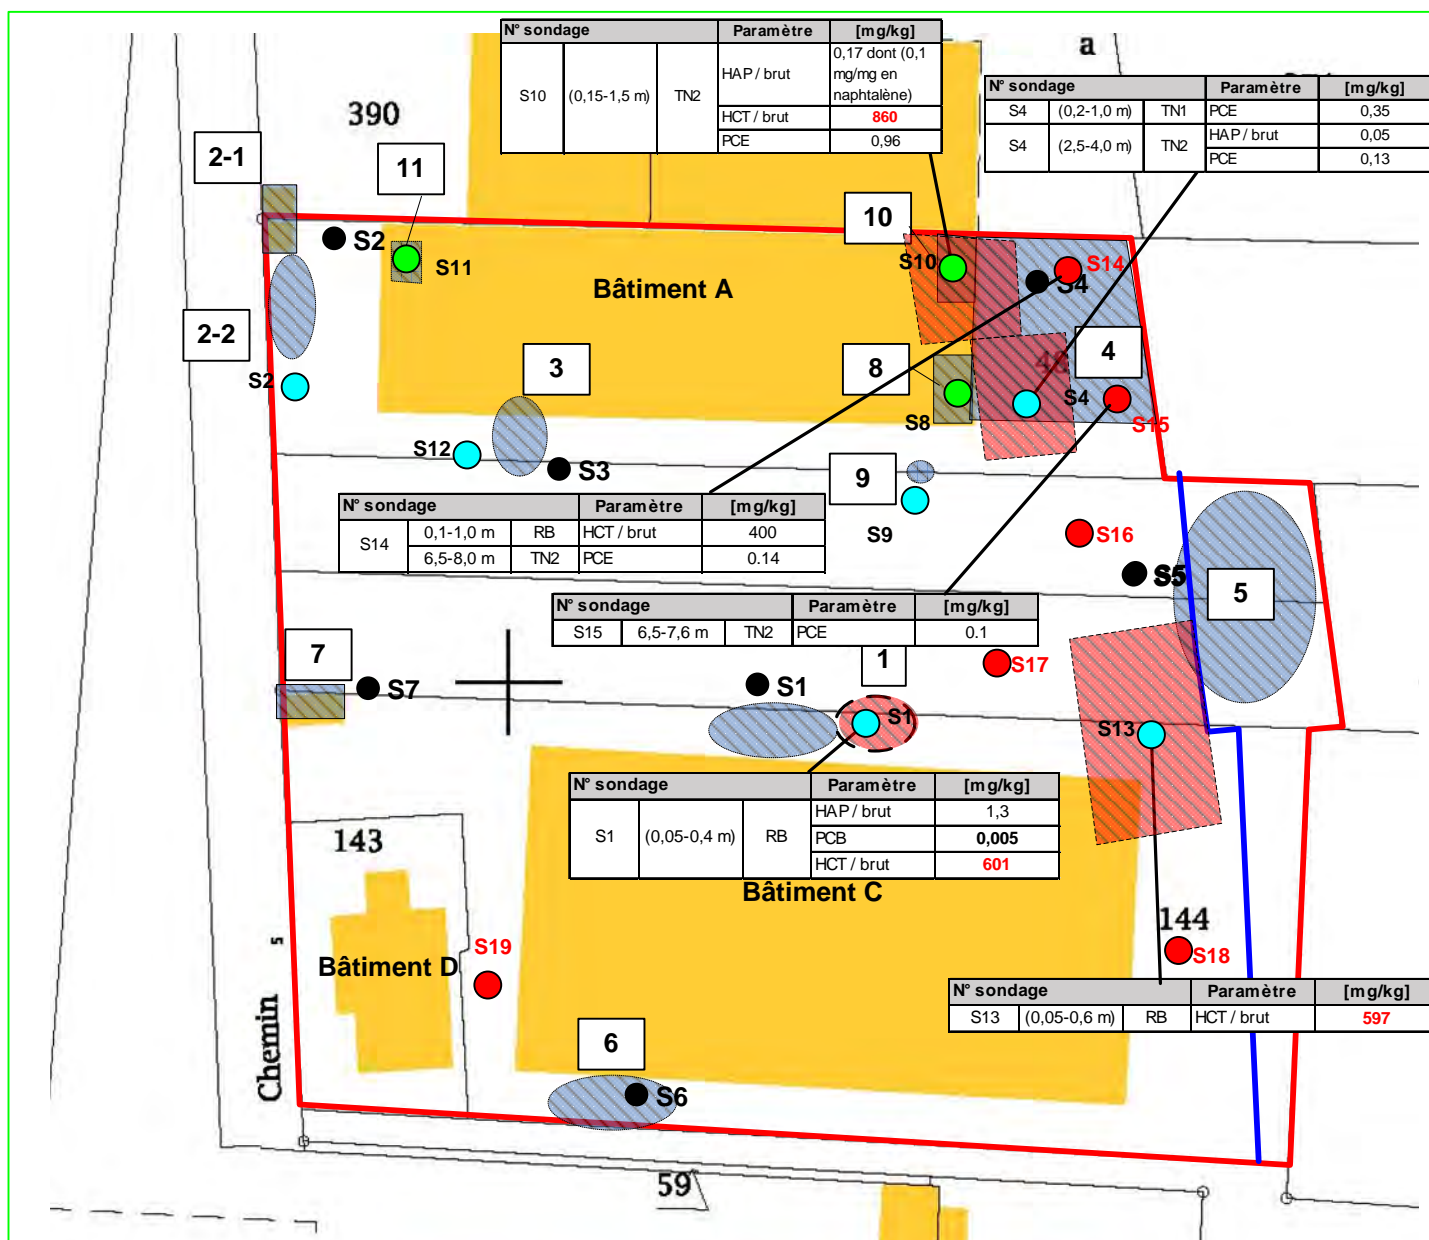 N° sondage Paramètre [mg/kg]
S10 (0,15-1,5 m) TN2 HAP / brut 0,17 dont (0,1
mg/mg en
naphtalène)
HCT / brut 860
PCE 0,96
a
N° sondage Paramètre [mg/kg]
S4 (0,2-1,0 m) TN1 PCE 0,35
S4 (2,5-4,0 m) TN2 HAP / brut 0,05
PCE 0,13
390
2-1
11
10
S2
S11
S10
S14
S4
Bâtiment A
2-2
3
8
4
S2
S8
S4
S15
S12
S3
9
S9
S16
N° sondage Paramètre [mg/kg]
S14 0,1-1,0 m RB HCT / brut 400
6,5-8,0 m TN2 PCE 0.14
S5
5
N° sondage Paramètre [mg/kg]
S15 6,5-7,6 m TN2 PCE 0.1
7
1
S17
S7
S1
S1
S13
N° sondage Paramètre [mg/kg]
S1 (0,05-0,4 m) RB HAP / brut 1,3
PCB 0,005
HCT / brut 601
143
Bâtiment C
144
5
S19
S18
Bâtiment D
Chemin
N° sondage Paramètre [mg/kg]
S13 (0,05-0,6 m) RB HCT / brut 597
6
S6
59